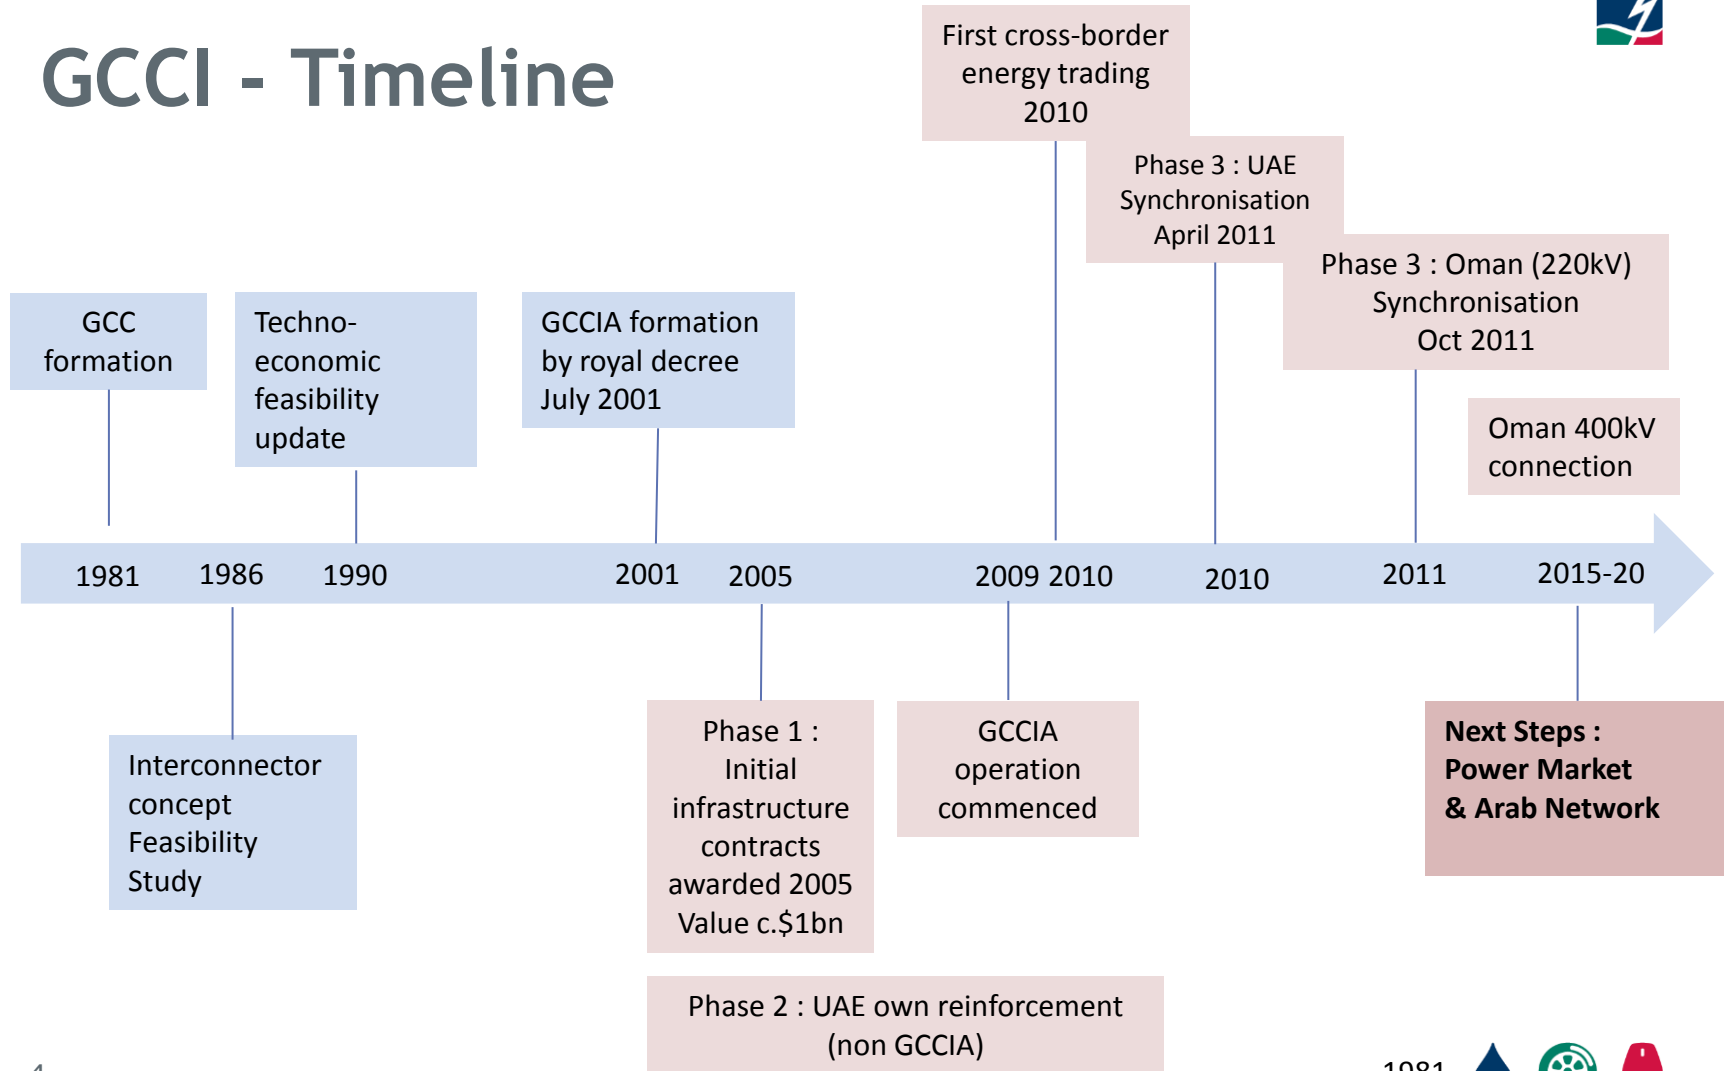 GCCI - Timeline
First cross-border
energy trading
2010
Phase 3 : UAE
Synchronisation
April 2011
Phase 3 : Oman (220kV)
Synchronisation
Oct 2011
GCC
formation
Techno-
economic
feasibility
update
GCCIA formation
by royal decree
July 2001
Oman 400kV
connection
1981 1986 1990 2001 2005 2009 2010 2010 2011 2015-20
Interconnector
concept
Feasibility
Study
Phase 1 :
Initial
infrastructure
contracts
awarded 2005
Value c.$1bn
GCCIA
operation
commenced
Next Steps :
Power Market
& Arab Network
Phase 2 : UAE own reinforcement
(non GCCIA)
1981